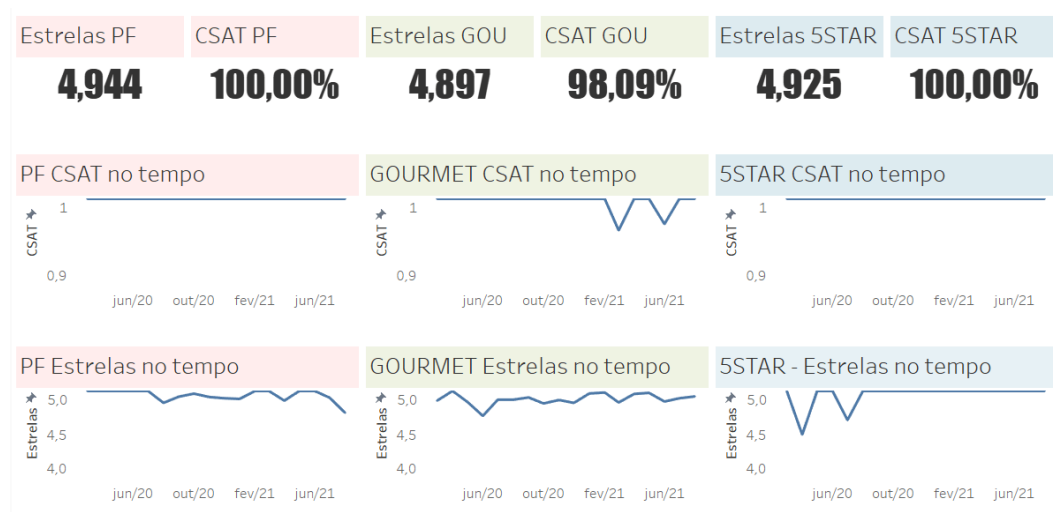 Estrelas PF
CSAT PF
Estrelas GOU
CSAT GOU
Estrelas 5STAR
CSAT 5STAR
4,944
100,00%
4,897
98,09%
4,925
100,00%
PF CSAT no tempo
GOURMET CSAT no tempo
5STAR CSAT no tempo
CSAT
1
0,9
jun/20 out/20 fev/21 jun/21
CSAT
1
0,9
jun/20 out/20 fev/21 jun/21
CSAT
1
0,9
jun/20 out/20 fev/21 jun/21
PF Estrelas no tempo
GOURMET Estrelas no tempo
5STAR - Estrelas no tempo
Estrelas
5,0
4,5
4,0
jun/20 out/20 fev/21 jun/21
Estrelas
5,0
4,5
4,0
jun/20 out/20 fev/21 jun/21
Estrelas
5,0
4,5
4,0
jun/20 out/20 fev/21 jun/21